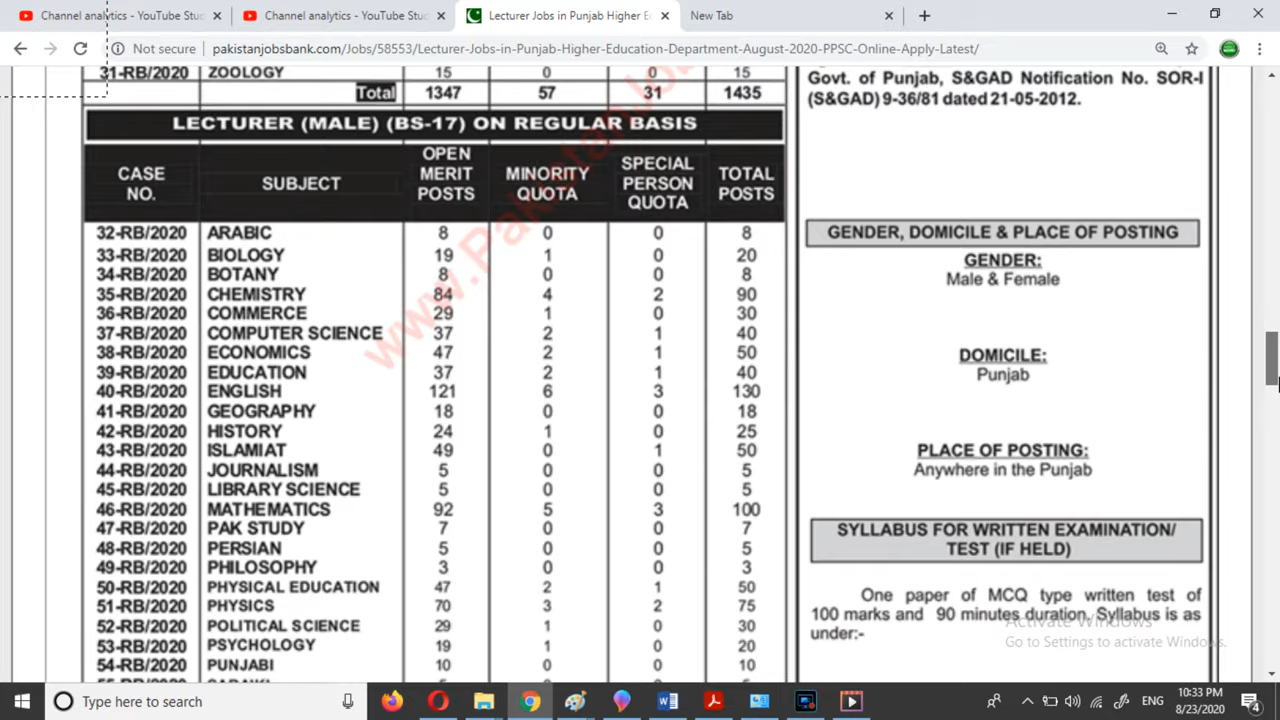 Channel analytics - YouTube Stud
Channel analytics - YouTube Stud
Lecturer Jobs in Punjab Higher E
New Tab
Not secure
pakistanjobsbank.com/Jobs/58553/Lecturer-Jobs-in-Punjab-Higher-Education-Department-August-2020-PPSC-Online-Apply-Latest/
31-RB/2020 ZOOLOGY 15 0 0 15
Total 1347 57 31 1435
LECTURER (MALE) (BS-17) ON REGULAR BASIS
CASE NO. SUBJECT OPEN MERIT POSTS MINORITY QUOTA SPECIAL PERSON QUOTA TOTAL POSTS
32-RB/2020 ARABIC 8 0 0 8
33-RB/2020 BIOLOGY 19 1 0 20
34-RB/2020 BOTANY 8 0 0 8
35-RB/2020 CHEMISTRY 84 4 2 90
36-RB/2020 COMMERCE 29 1 0 30
37-RB/2020 COMPUTER SCIENCE 37 2 1 40
38-RB/2020 ECONOMICS 47 2 1 50
39-RB/2020 EDUCATION 37 2 1 40
40-RB/2020 ENGLISH 121 6 3 130
41-RB/2020 GEOGRAPHY 18 0 0 18
42-RB/2020 HISTORY 24 1 0 25
43-RB/2020 ISLAMIAT 49 0 1 50
44-RB/2020 JOURNALISM 5 0 0 5
45-RB/2020 LIBRARY SCIENCE 5 0 0 5
46-RB/2020 MATHEMATICS 92 5 3 100
47-RB/2020 PAK STUDY 7 0 0 7
48-RB/2020 PERSIAN 5 0 0 5
49-RB/2020 PHILOSOPHY 3 0 0 3
50-RB/2020 PHYSICAL EDUCATION 47 2 1 50
51-RB/2020 PHYSICS 70 3 2 75
52-RB/2020 POLITICAL SCIENCE 29 1 0 30
53-RB/2020 PSYCHOLOGY 19 1 0 20
54-RB/2020 PUNJABI 10 0 0 10
Govt. of Punjab, S&GAD Notification No. SOR-I
(S&GAD) 9-36/81 dated 21-05-2012.
GENDER, DOMICILE & PLACE OF POSTING
GENDER:
Male & Female
DOMICILE:
Punjab
PLACE OF POSTING:
Anywhere in the Punjab
SYLLABUS FOR WRITTEN EXAMINATION/
TEST (IF HELD)
One paper of MCQ type written test of
100 marks and 90 minutes duration. Syllabus is as
under:-
Activate Windows
Go to Settings to activate Windows.
Type here to search
ENG
10:33 PM
8/23/2020
4